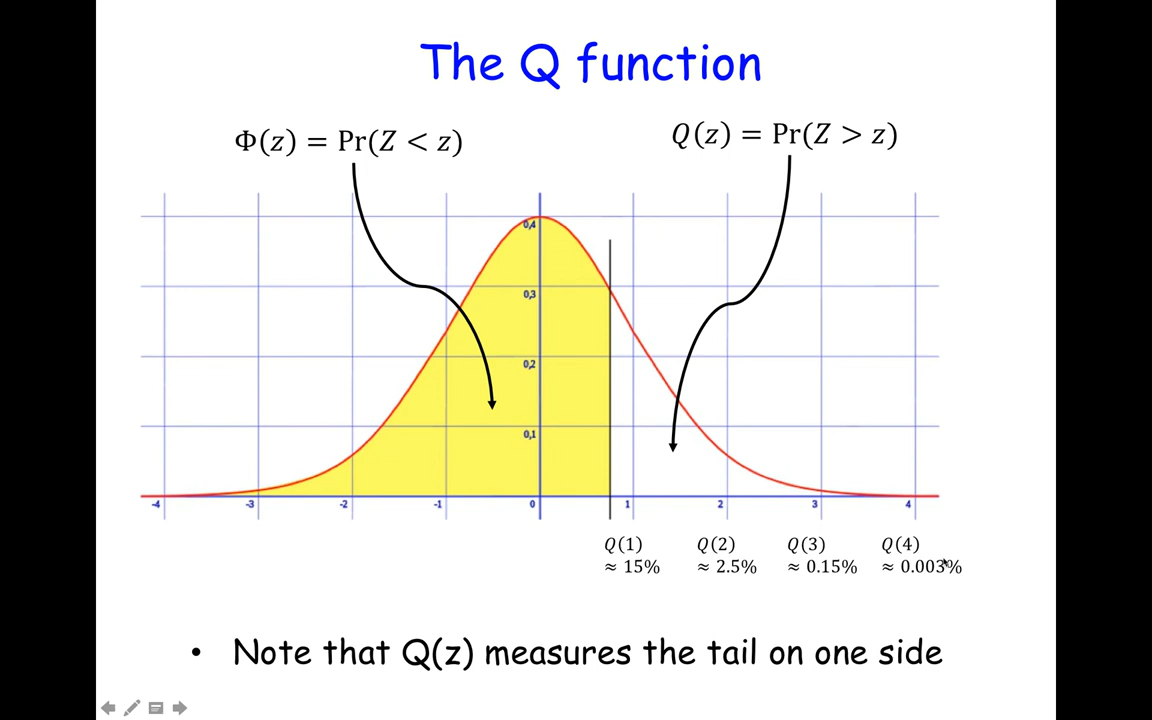 The Q function
Φ(z) = Pr(Z < z)
Q(z) = Pr(Z > z)
0,4
0,3
0,2
0,1
-4 -3 -2 -1 0 1 2 3 4
Q(1) Q(2) Q(3) Q(4)
≈ 15% ≈ 2.5% ≈ 0.15% ≈ 0.003%
• Note that Q(z) measures the tail on one side